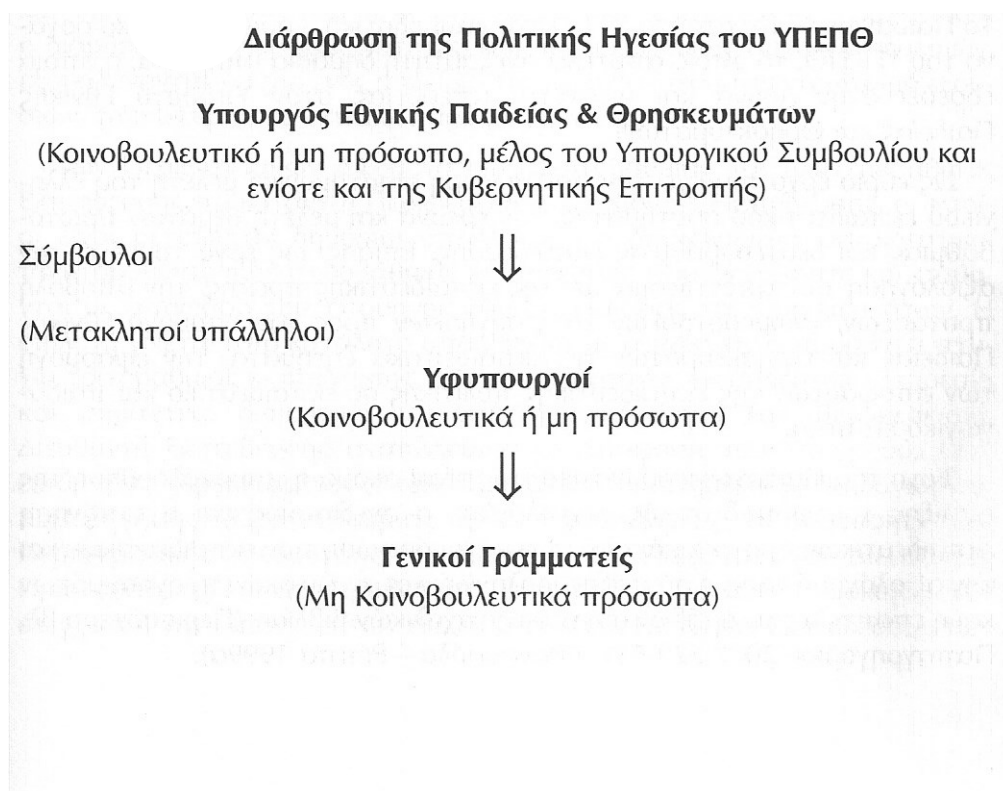 Διάρθρωση της Πολιτικής Ηγεσίας του ΥΠΕΠΘ
Υπουργός Εθνικής Παιδείας & Θρησκευμάτων
(Κοινοβουλευτικό ή μη πρόσωπο, μέλος του Υπουργικού Συμβουλίου και
ενίοτε και της Κυβερνητικής Επιτροπής)
Σύμβουλοι
(Μετακλητοί υπάλληλοι)
Υφυπουργοί
(Κοινοβουλευτικά ή μη πρόσωπα)
Γενικοί Γραμματείς
(Μη Κοινοβουλευτικά πρόσωπα)